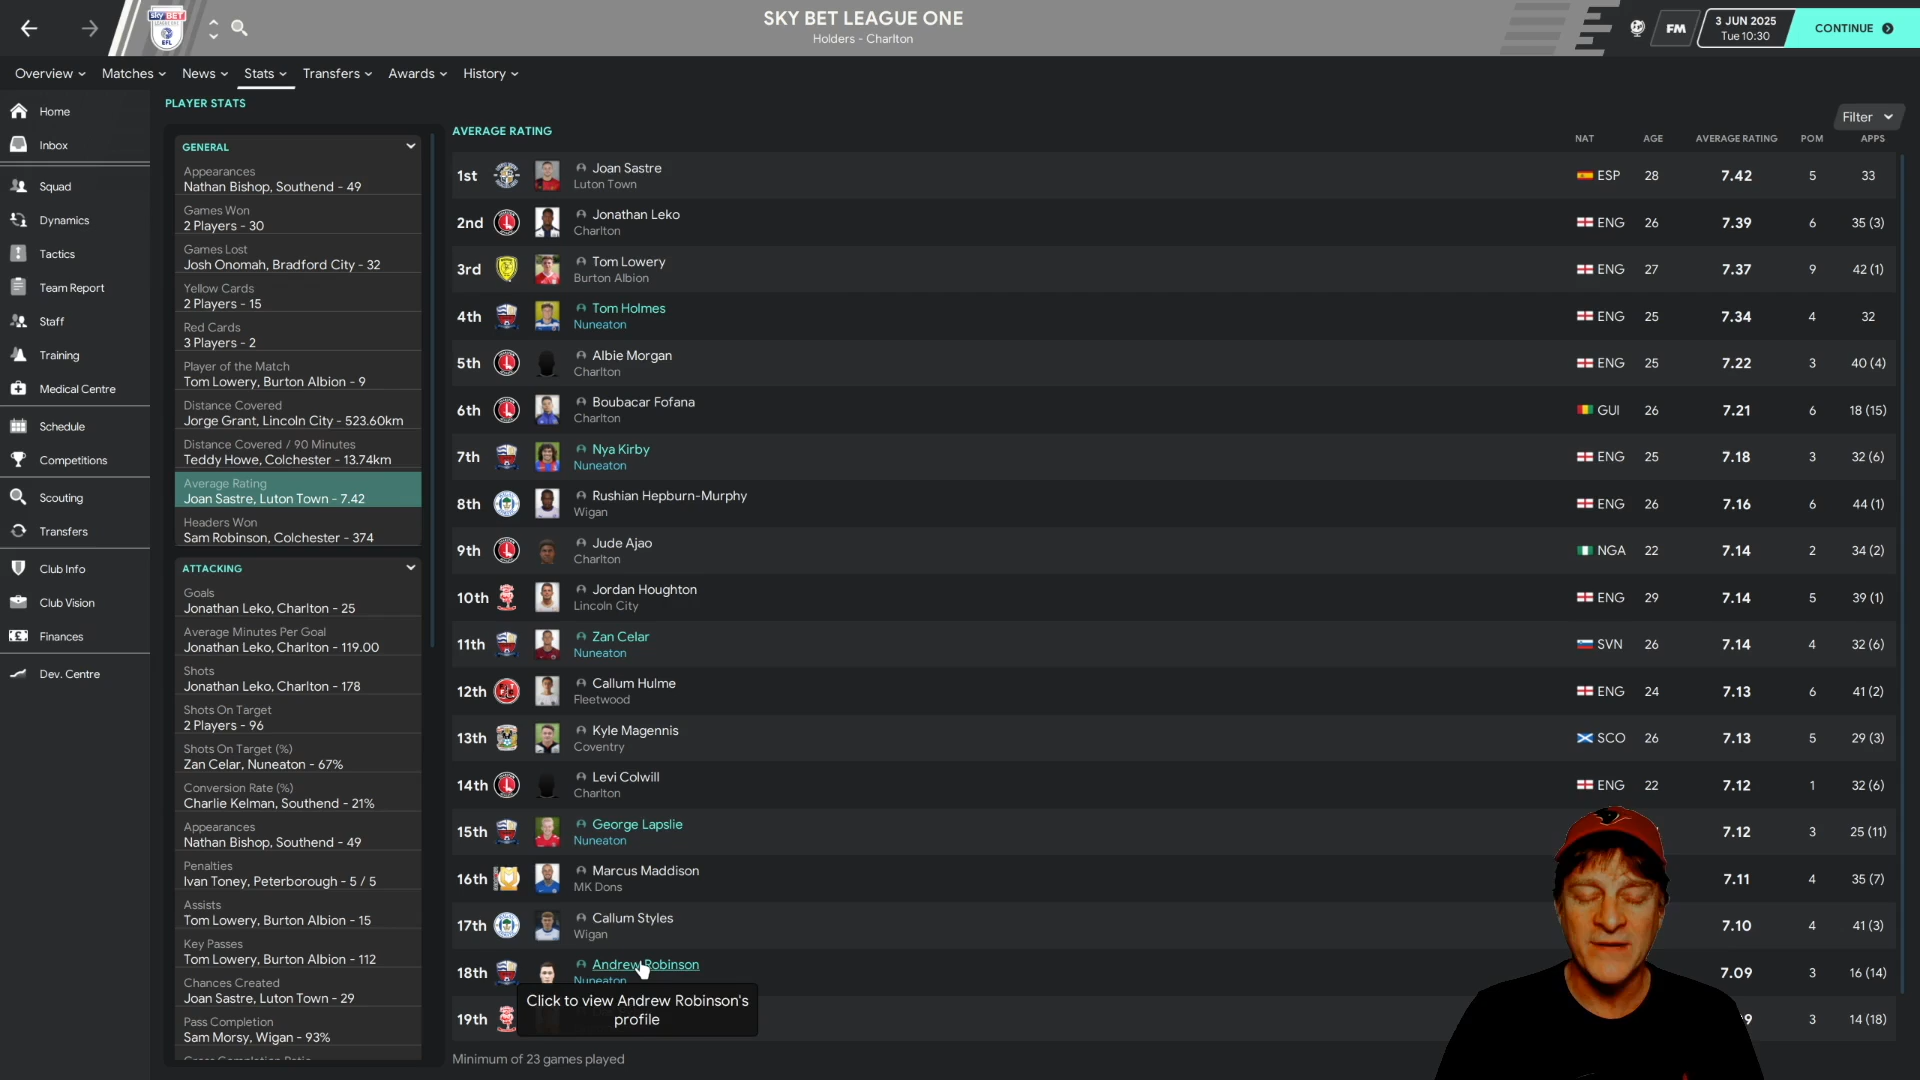 SKY BET LEAGUE ONE
Holders - Charlton
sky BET
EFL
FM
3 JUN 2025
Tue 10:30
CONTINUE
Overview
Matches
News
Stats
Transfers
Awards
History
Home
Inbox
Squad
Dynamics
Tactics
Team Report
Staff
Training
Medical Centre
Schedule
Competitions
Scouting
Transfers
Club Info
Club Vision
Finances
Dev. Centre
PLAYER STATS
GENERAL
Appearances
Nathan Bishop, Southend - 49
Games Won
2 Players - 30
Games Lost
Josh Onomah, Bradford City - 32
Yellow Cards
2 Players - 15
Red Cards
3 Players - 2
Player of the Match
Tom Lowery, Burton Albion - 9
Distance Covered
Jorge Grant, Lincoln City - 523.60km
Distance Covered / 90 Minutes
Teddy Howe, Colchester - 13.74km
Average Rating
Joan Sastre, Luton Town - 7.42
Headers Won
Sam Robinson, Colchester - 374
ATTACKING
Goals
Jonathan Leko, Charlton - 25
Average Minutes Per Goal
Jonathan Leko, Charlton - 119.00
Shots
Jonathan Leko, Charlton - 178
Shots On Target
2 Players - 96
Shots On Target (%)
Zan Celar, Nuneaton - 67%
Conversion Rate (%)
Charlie Kelman, Southend - 21%
Appearances
Nathan Bishop, Southend - 49
Penalties
Ivan Toney, Peterborough - 5 / 5
Assists
Tom Lowery, Burton Albion - 15
Key Passes
Tom Lowery, Burton Albion - 112
Chances Created
Joan Sastre, Luton Town - 29
Pass Completion
Sam Morsy, Wigan - 93%
AVERAGE RATING
Filter
NAT AGE AVERAGE RATING POM APPS
1st Joan Sastre ESP 28 7.42 5 33
Luton Town
2nd Jonathan Leko ENG 26 7.39 6 35 (3)
Charlton
3rd Tom Lowery ENG 27 7.37 9 42 (1)
Burton Albion
4th Tom Holmes ENG 25 7.34 4 32
Nuneaton
5th Albie Morgan ENG 25 7.22 3 40 (4)
Charlton
6th Boubacar Fofana GUI 26 7.21 6 18 (15)
Charlton
7th Nya Kirby ENG 25 7.18 3 32 (6)
Nuneaton
8th Rushian Hepburn-Murphy ENG 26 7.16 6 44 (1)
Wigan
9th Jude Ajao NGA 22 7.14 2 34 (2)
Charlton
10th Jordan Houghton ENG 29 7.14 5 39 (1)
Lincoln City
11th Zan Celar SVN 26 7.14 4 32 (6)
Nuneaton
12th Callum Hulme ENG 24 7.13 6 41 (2)
Fleetwood
13th Kyle Magennis SCO 26 7.13 5 29 (3)
Coventry
14th Levi Colwill ENG 22 7.12 1 32 (6)
Charlton
15th George Lapslie 7.12 3 25 (11)
Nuneaton
16th Marcus Maddison 7.11 4 35 (7)
MK Dons
17th Callum Styles 7.10 4 41 (3)
Wigan
18th Andrew Robinson 7.09 3 16 (14)
Nuneaton
Click to view Andrew Robinson's
profile
19th 9 3 14 (18)
Minimum of 23 games played